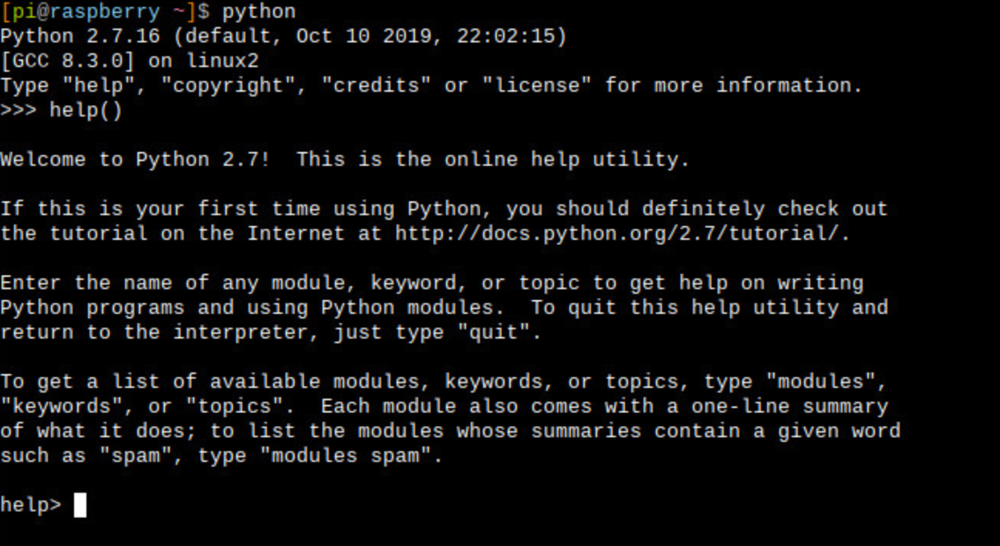 [pi@raspberry ~]$ python
Python 2.7.16 (default, Oct 10 2019, 22:02:15)
[GCC 8.3.0] on linux2
Type "help", "copyright", "credits" or "license" for more information.
>>> help()
Welcome to Python 2.7!  This is the online help utility.
If this is your first time using Python, you should definitely check out
the tutorial on the Internet at http://docs.python.org/2.7/tutorial/.
Enter the name of any module, keyword, or topic to get help on writing
Python programs and using Python modules.  To quit this help utility and
return to the interpreter, just type "quit".
To get a list of available modules, keywords, or topics, type "modules",
"keywords", or "topics".  Each module also comes with a one-line summary
of what it does; to list the modules whose summaries contain a given word
such as "spam", type "modules spam".
help>